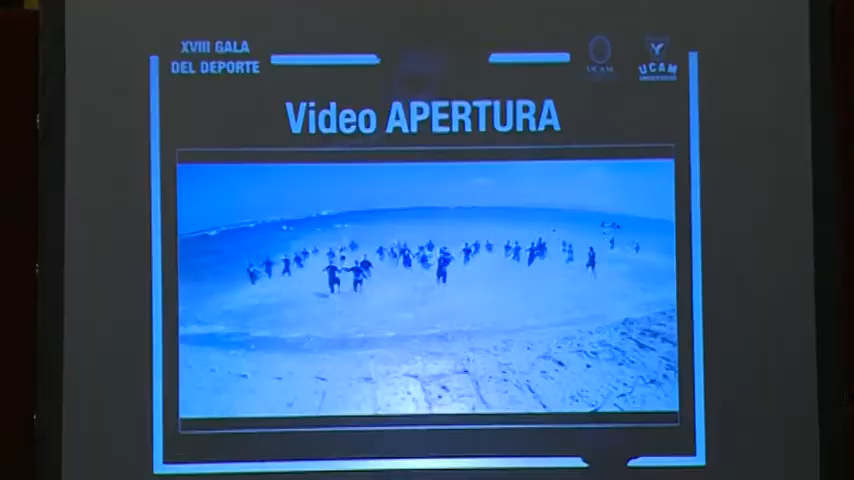 XVIII GALA
DEL DEPORTE
UCAM
UCAM
Video APERTURA